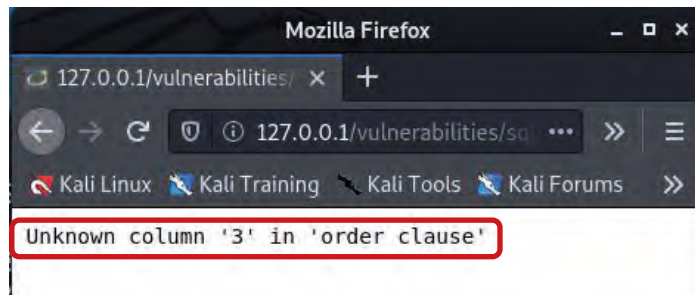 Mozilla Firefox
127.0.0.1/vulnerabilities/
127.0.0.1/vulnerabilities/sq
Kali Linux Kali Training Kali Tools Kali Forums
Unknown column '3' in 'order clause'